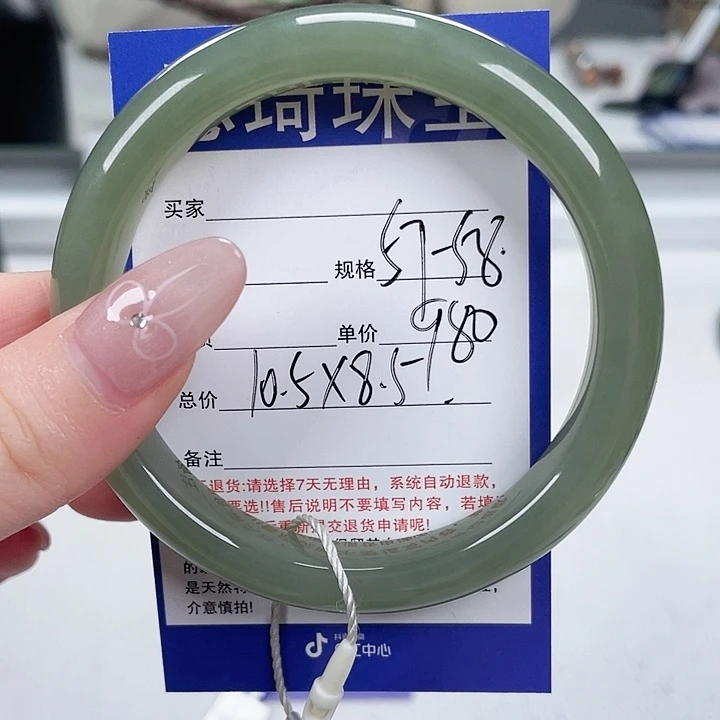 琦珠宝
买家
规格 57-58.
单价 980
总价 10.5X8.5
备注
退货:请选择7天无理由，系统自动退款，
要选!!售后说明不要填写内容，若填
重新提交退货申请呢!
的
是天然
介意慎拍!
抖音
中心